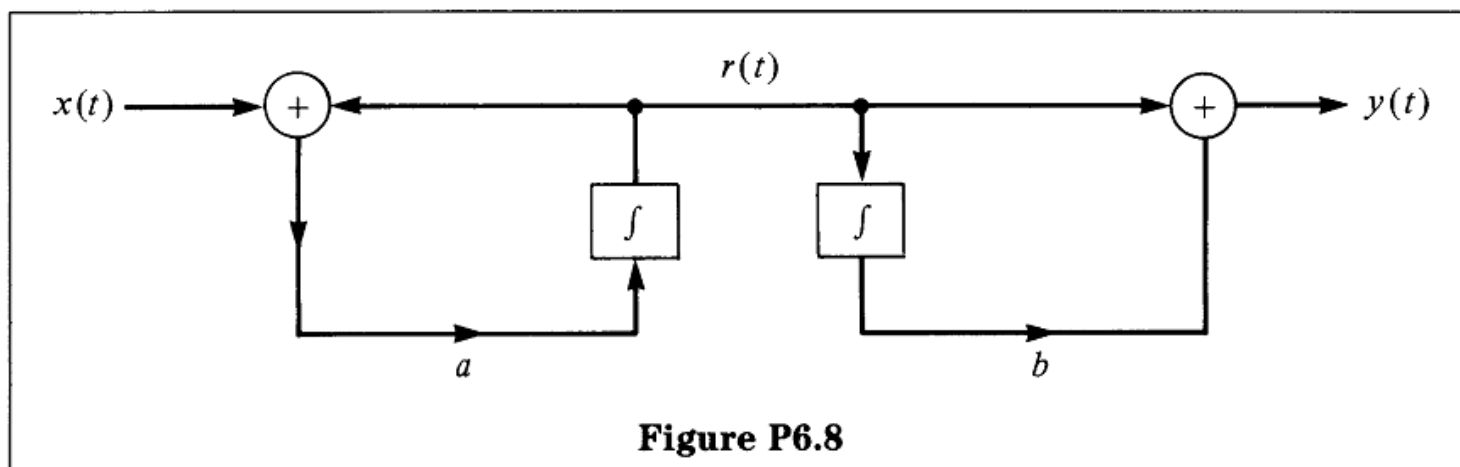 r(t)
x(t) + + y(t)
∫ ∫
a b
Figure P6.8